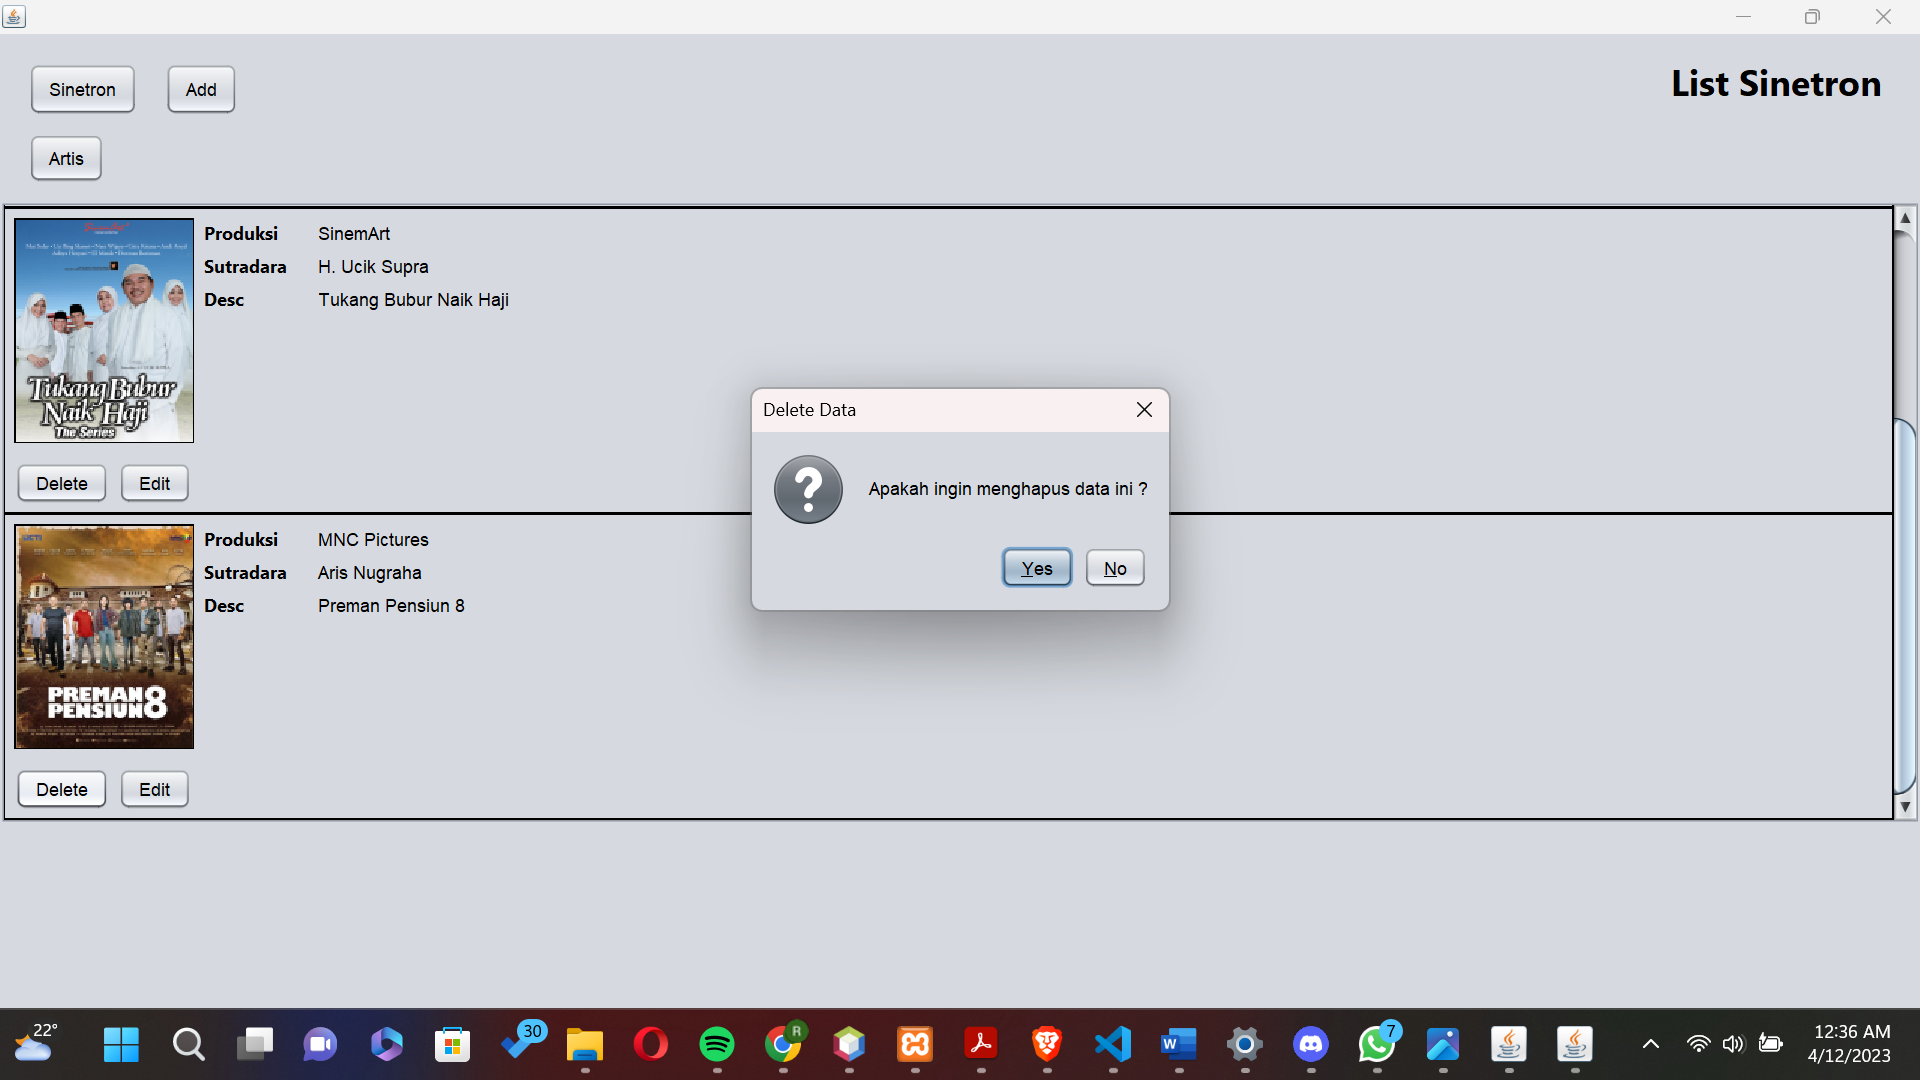 Sinetron
Add
List Sinetron
Artis
Produksi SinemArt
Sutradara H. Ucik Supra
Desc Tukang Bubur Naik Haji
Tukang Bubur
Naik Haji
The Series
Delete
Edit
Produksi MNC Pictures
Sutradara Aris Nugraha
Desc Preman Pensiun 8
PREMAN
PENSIUN 8
Delete
Edit
Delete Data
Apakah ingin menghapus data ini ?
Yes
No
22°
30
R
7
12:36 AM
4/12/2023